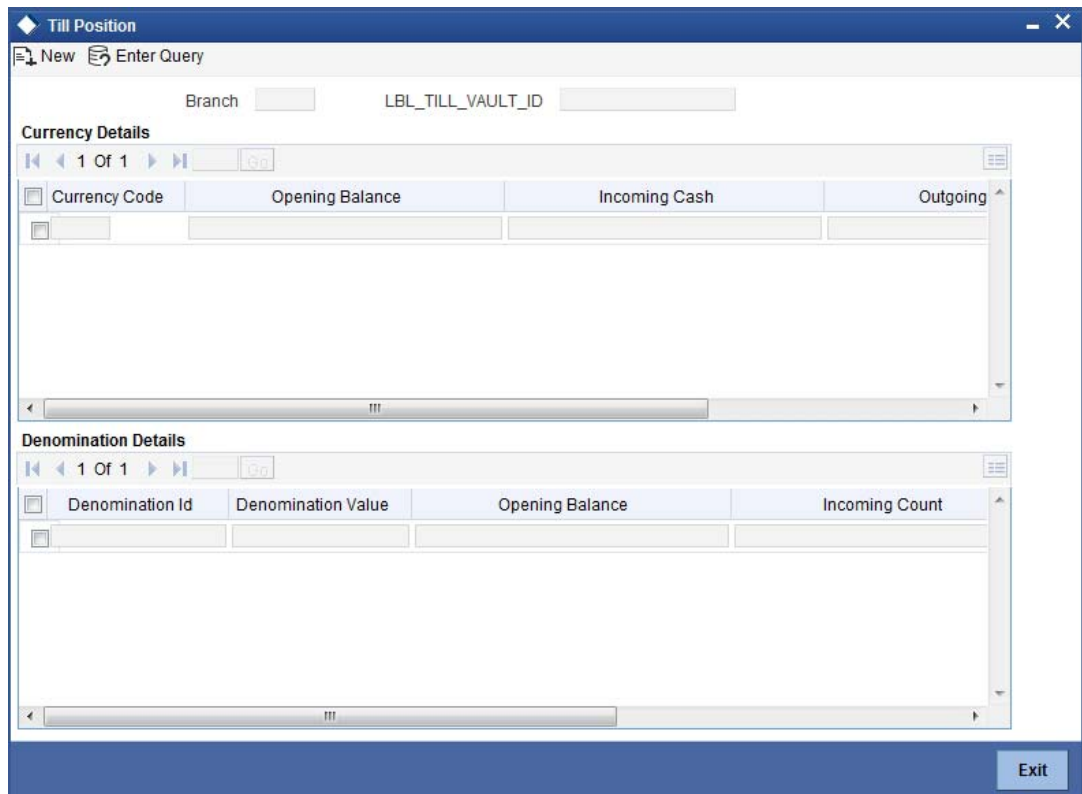 Till Position
New Enter Query
Branch LBL_TILL_VAULT_ID
Currency Details
1 Of 1 Go
Currency Code Opening Balance Incoming Cash Outgoing
Denomination Details
1 Of 1 Go
Denomination Id Denomination Value Opening Balance Incoming Count
Exit